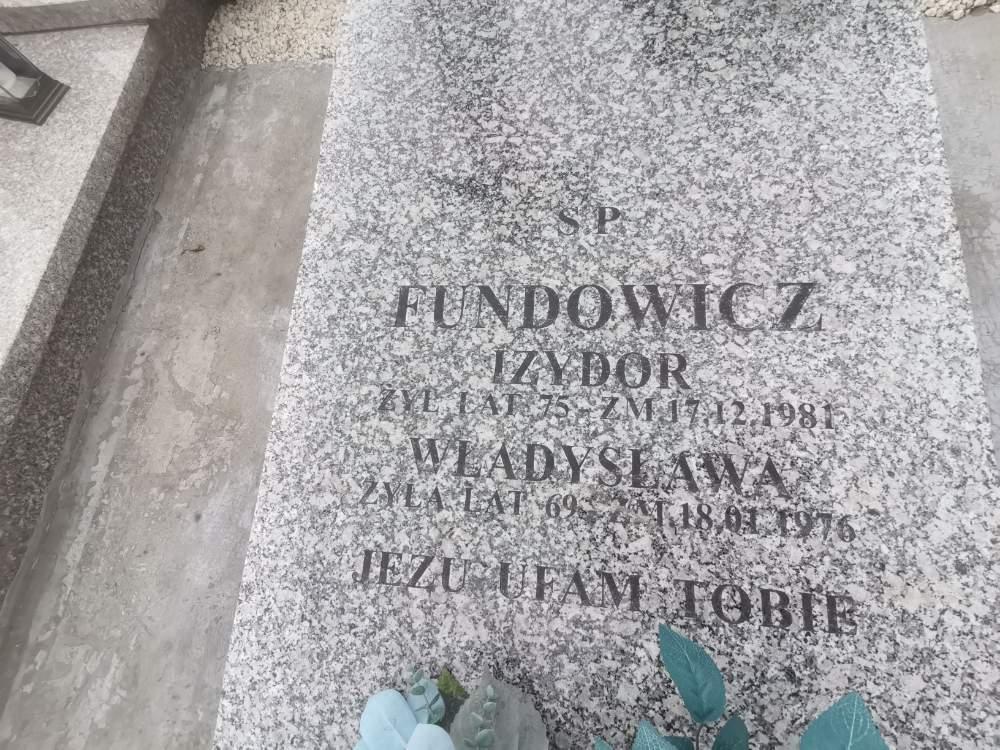 Ś P.
FUNDOWICZ
IZYDOR
ŻYŁ LAT 75 - ZM.17.12.1981
WŁADYSŁAWA
ŻYŁA LAT 69 - ZM.18.01.1976
JEZU UFAM TOBIE